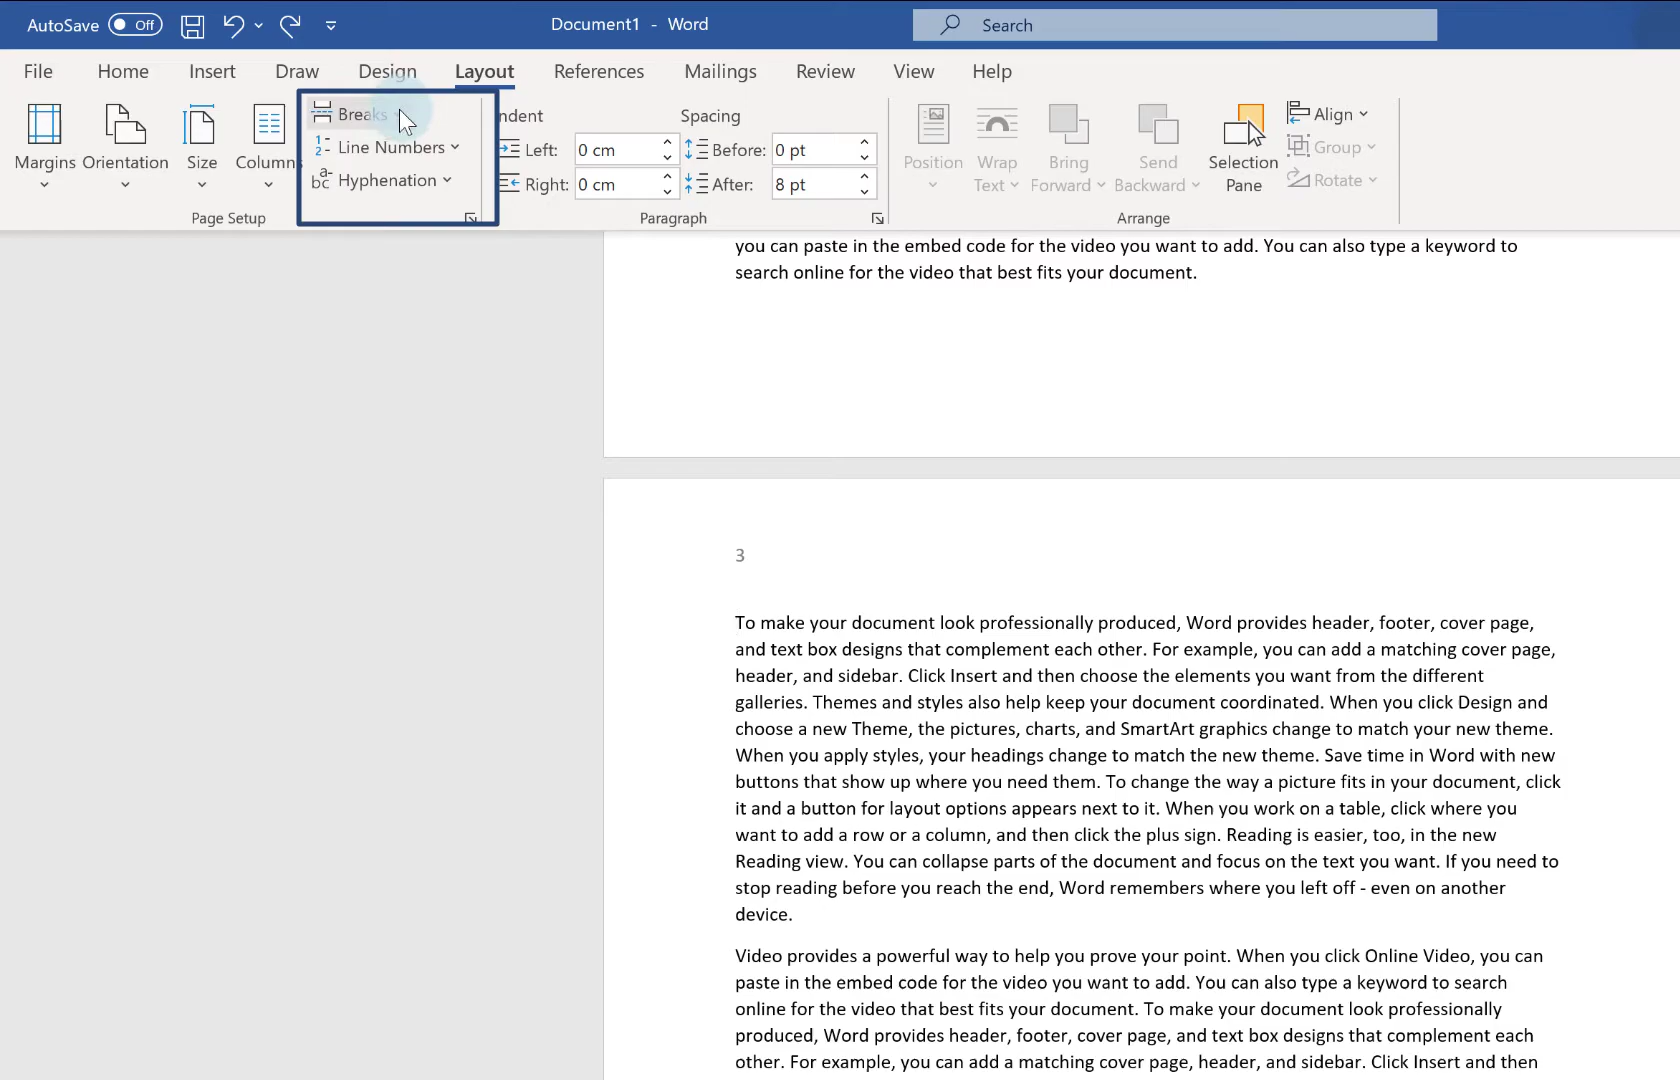 AutoSave Off Document1 - Word Search
File Home Insert Draw Design Layout References Mailings Review View Help
Margins Orientation Size Column
Page Setup
Breaks
1 2 Line Numbers
a- bc Hyphenation
ndent Spacing
Left: 0 cm Before: 0 pt
Right: 0 cm After: 8 pt
Paragraph
Position Wrap Text Bring Forward Send Backward Selection Pane
Align
Group
Rotate
Arrange
you can paste in the embed code for the video you want to add. You can also type a keyword to
search online for the video that best fits your document.
3
To make your document look professionally produced, Word provides header, footer, cover page,
and text box designs that complement each other. For example, you can add a matching cover page,
header, and sidebar. Click Insert and then choose the elements you want from the different
galleries. Themes and styles also help keep your document coordinated. When you click Design and
choose a new Theme, the pictures, charts, and SmartArt graphics change to match your new theme.
When you apply styles, your headings change to match the new theme. Save time in Word with new
buttons that show up where you need them. To change the way a picture fits in your document, click
it and a button for layout options appears next to it. When you work on a table, click where you
want to add a row or a column, and then click the plus sign. Reading is easier, too, in the new
Reading view. You can collapse parts of the document and focus on the text you want. If you need to
stop reading before you reach the end, Word remembers where you left off - even on another
device.
Video provides a powerful way to help you prove your point. When you click Online Video, you can
paste in the embed code for the video you want to add. You can also type a keyword to search
online for the video that best fits your document. To make your document look professionally
produced, Word provides header, footer, cover page, and text box designs that complement each
other. For example, you can add a matching cover page, header, and sidebar. Click Insert and then